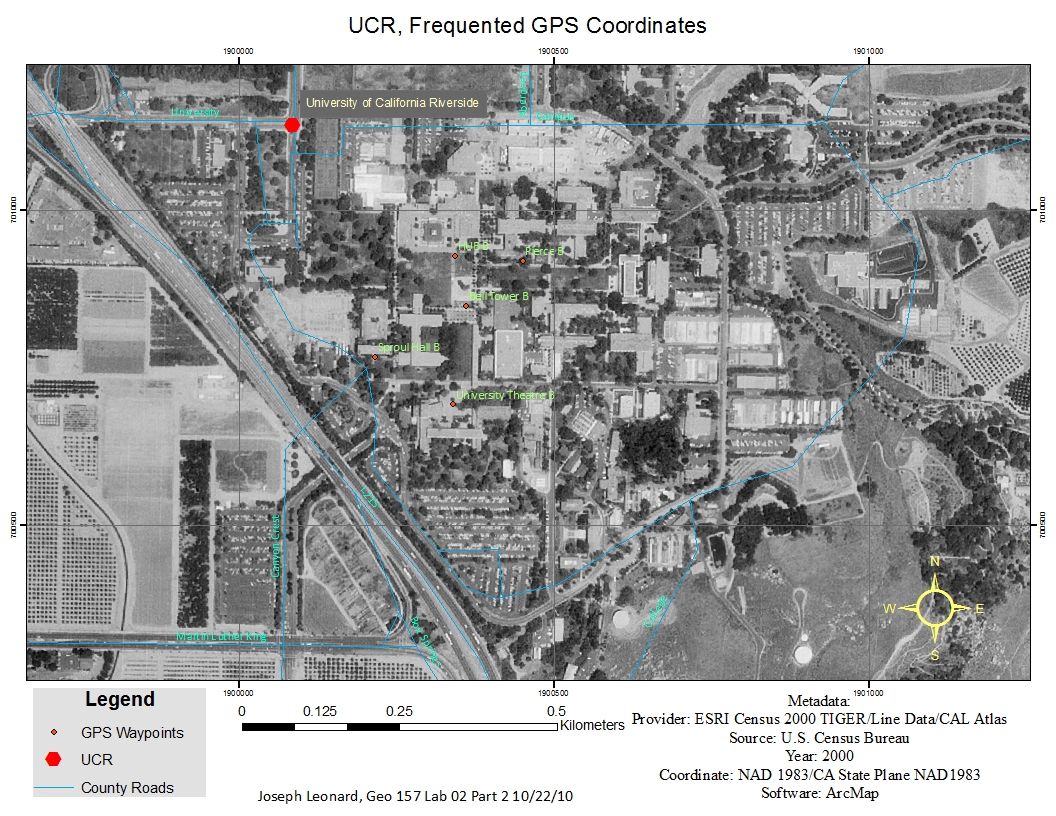 UCR, Frequented GPS Coordinates
1900000
1900500
1901000
University of California Riverside
University
701000
701000
HUB B
Pierce B
Bell Tower B
Sproul Hall B
University Theatre B
I-215
Canyon Crest
700500
700500
N
W
E
S
Martin Luther King
1900000
1900500
1901000
Legend
GPS Waypoints
UCR
County Roads
0
0.125
0.25
0.5
Kilometers
Metadata:
Provider: ESRI Census 2000 TIGER/Line Data/CAL Atlas
Source: U.S. Census Bureau
Year: 2000
Coordinate: NAD 1983/CA State Plane NAD1983
Software: ArcMap
Joseph Leonard, Geo 157 Lab 02 Part 2 10/22/10